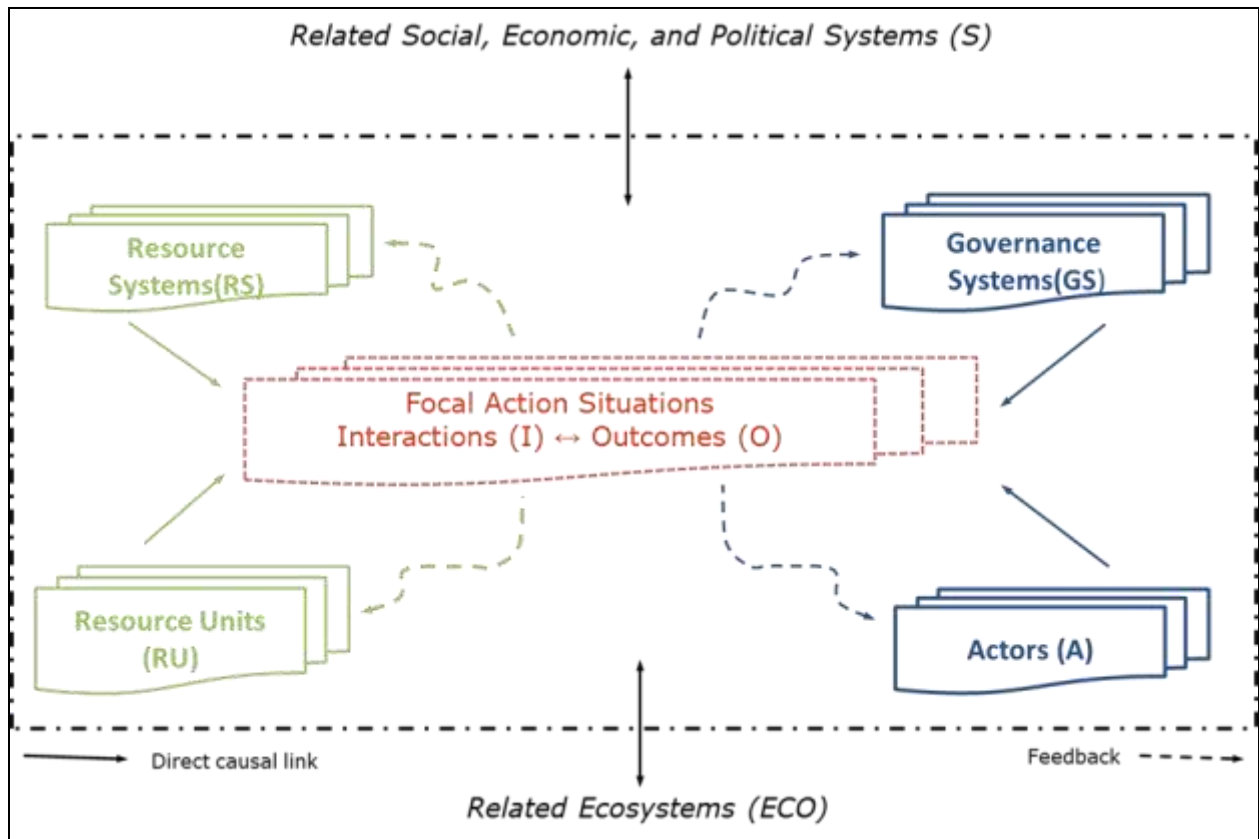 Related Social, Economic, and Political Systems (S)
Resource
Systems(RS)
Governance
Systems(GS)
Focal Action Situations
Interactions (I) ↔ Outcomes (O)
Resource Units
(RU)
Actors (A)
Direct causal link
Feedback
Related Ecosystems (ECO)